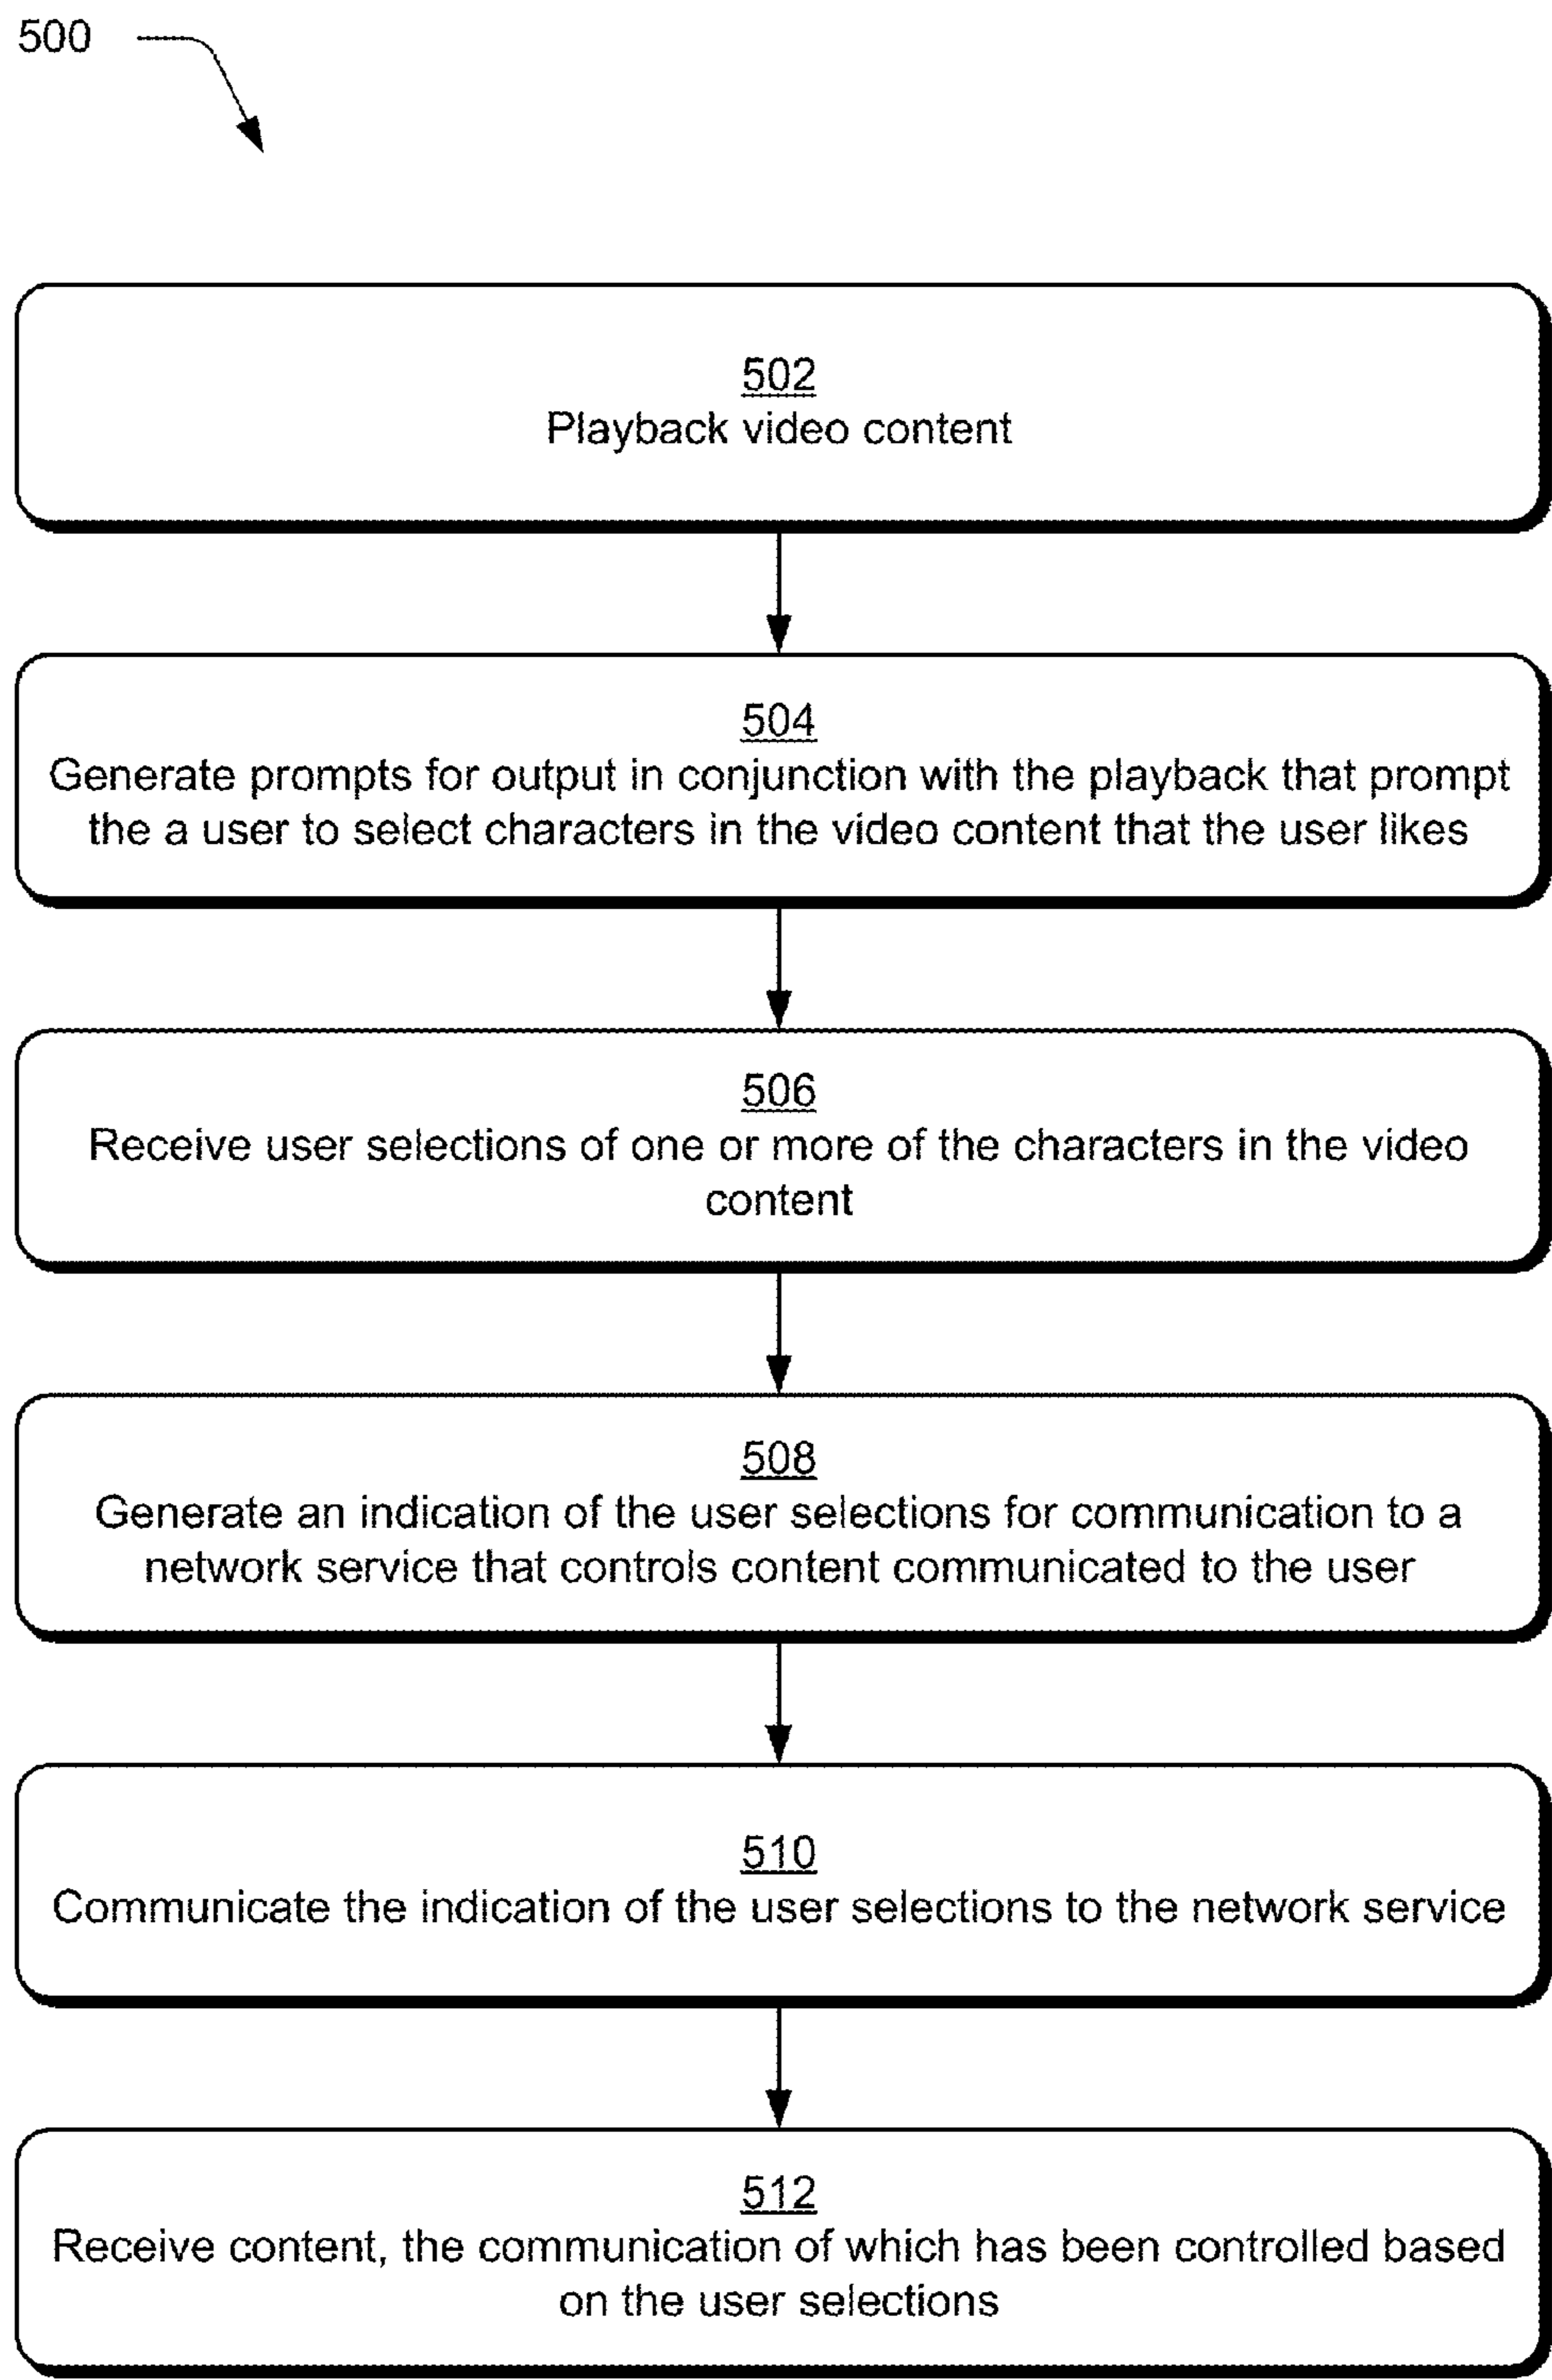 500
502
Playback video content
504
Generate prompts for output in conjunction with the playback that prompt
the a user to select characters in the video content that the user likes
506
Receive user selections of one or more of the characters in the video
content
508
Generate an indication of the user selections for communication to a
network service that controls content communicated to the user
510
Communicate the indication of the user selections to the network service
512
Receive content, the communication of which has been controlled based
on the user selections